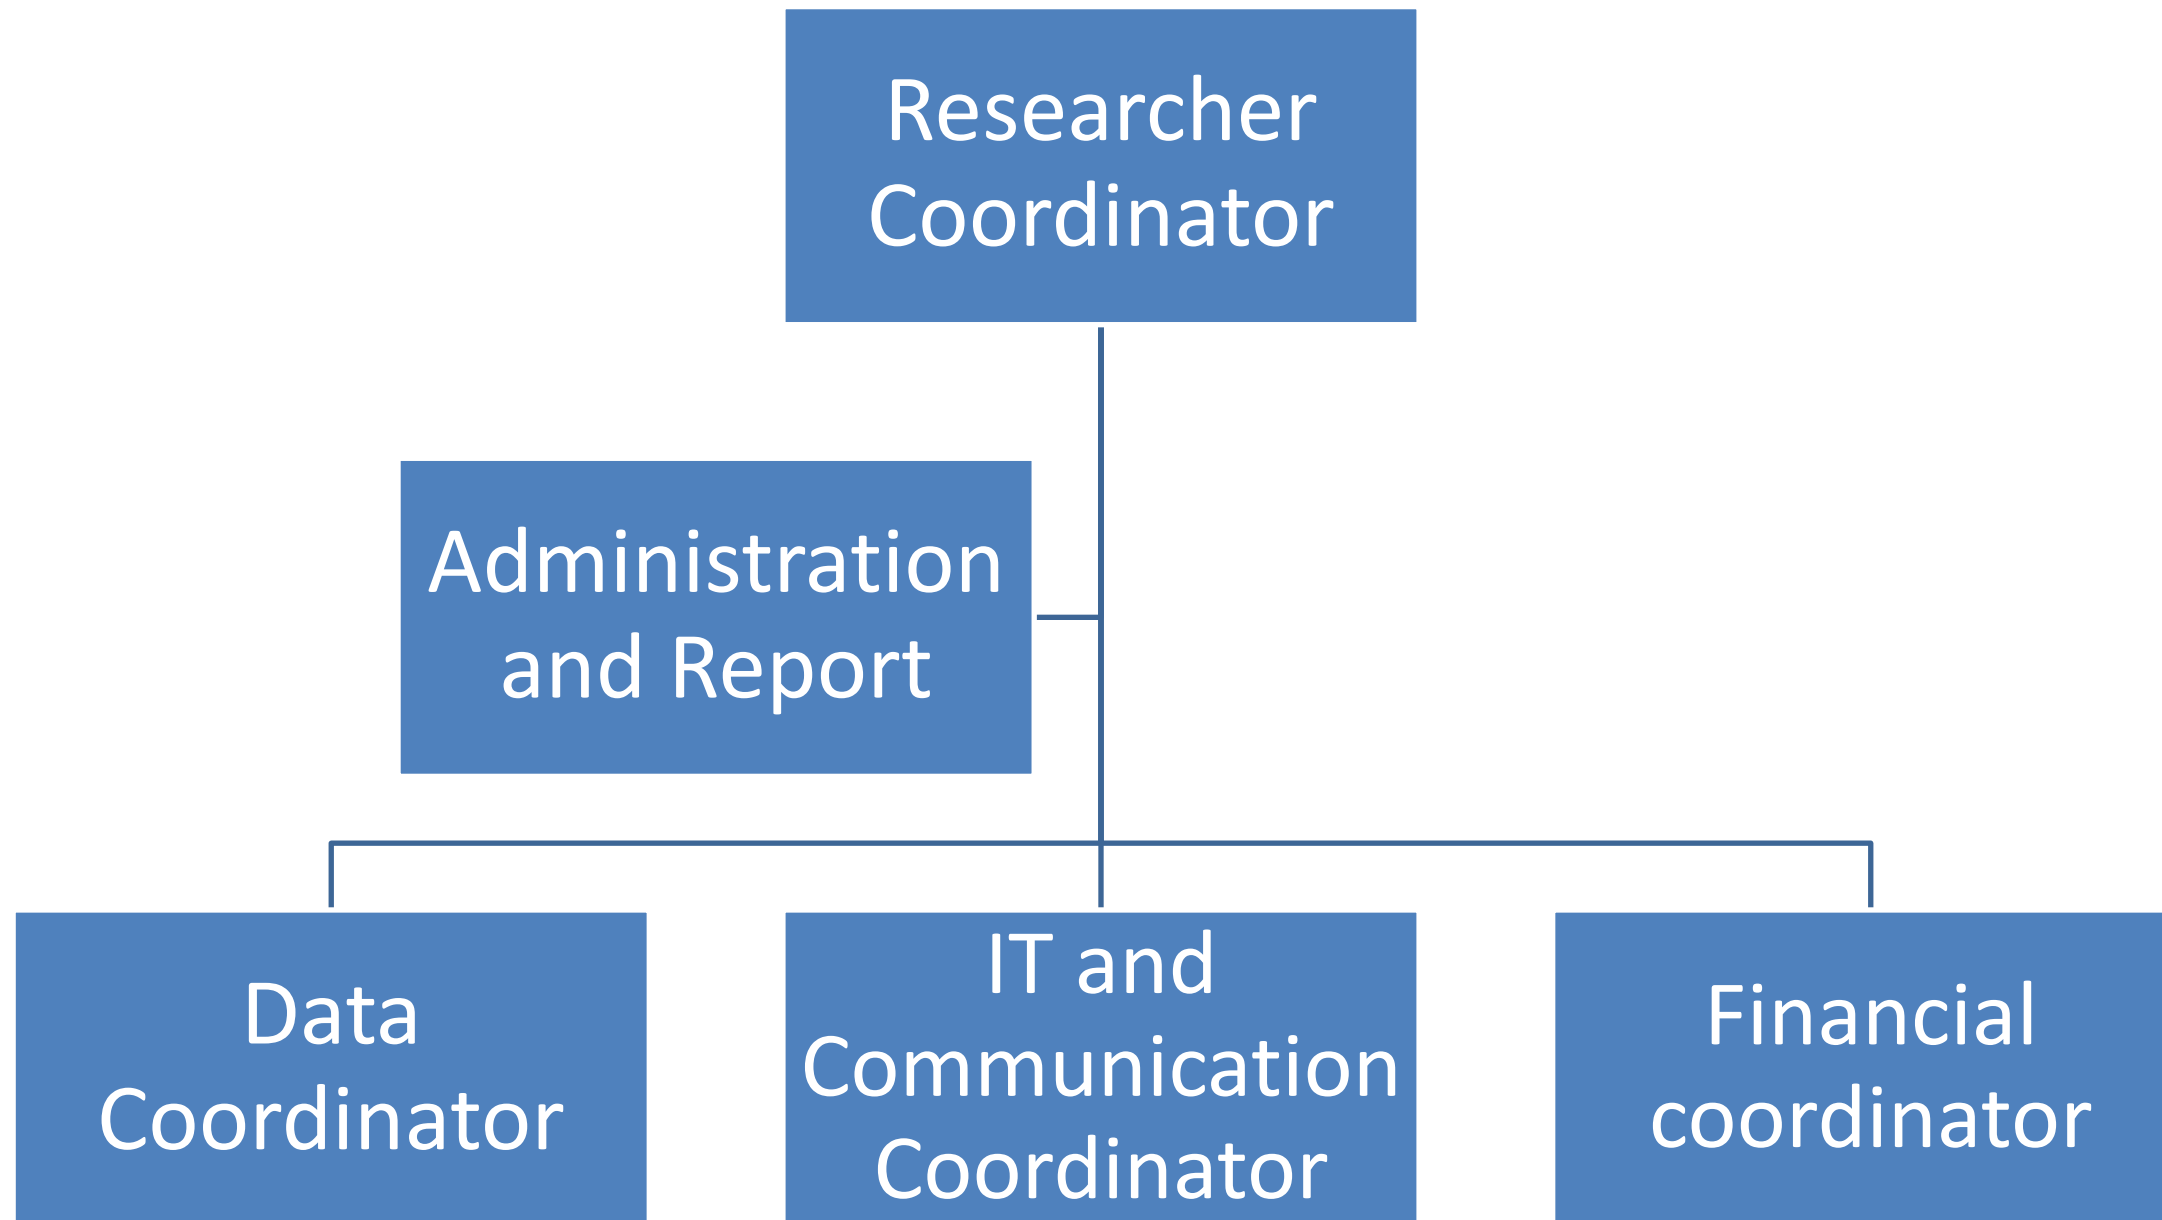 Researcher
Coordinator
Administration
and Report
Data
Coordinator
IT and
Communication
Coordinator
Financial
coordinator